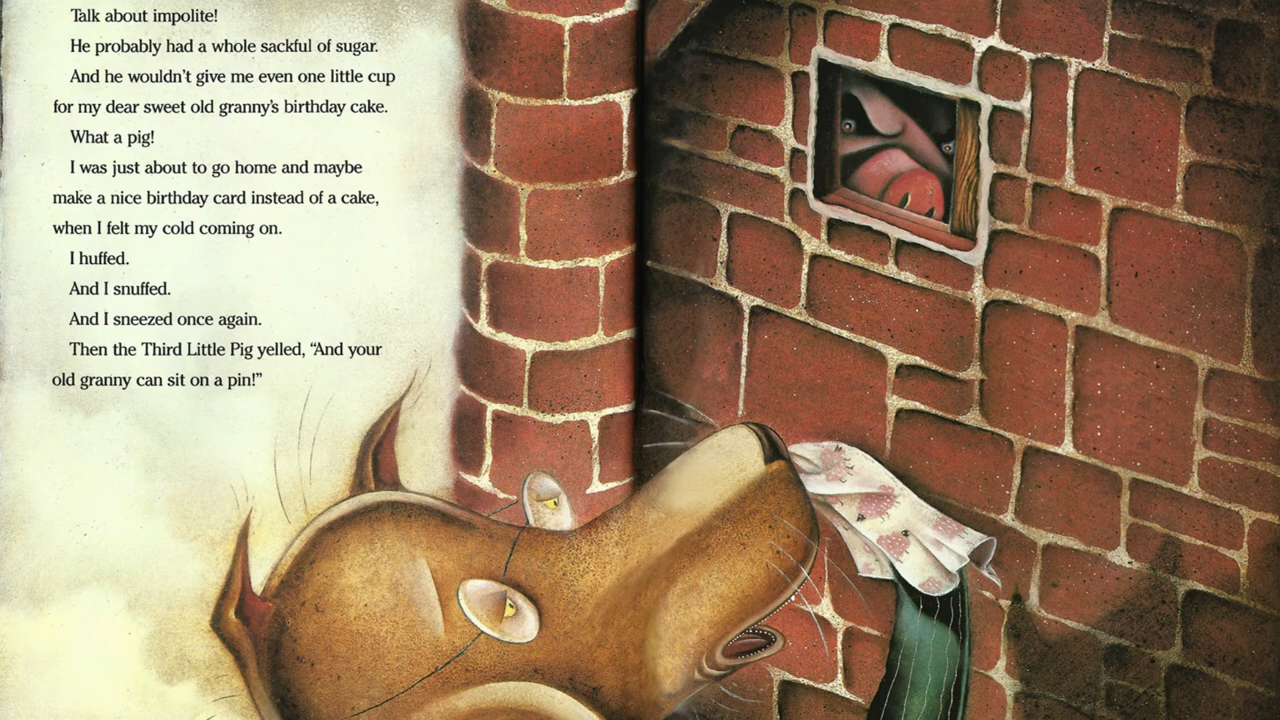 Talk about impolite!
He probably had a whole sackful of sugar.
And he wouldn’t give me even one little cup
for my dear sweet old granny’s birthday cake.
What a pig!
I was just about to go home and maybe
make a nice birthday card instead of a cake,
when I felt my cold coming on.
I huffed.
And I snuffed.
And I sneezed once again.
Then the Third Little Pig yelled, “And your
old granny can sit on a pin!”